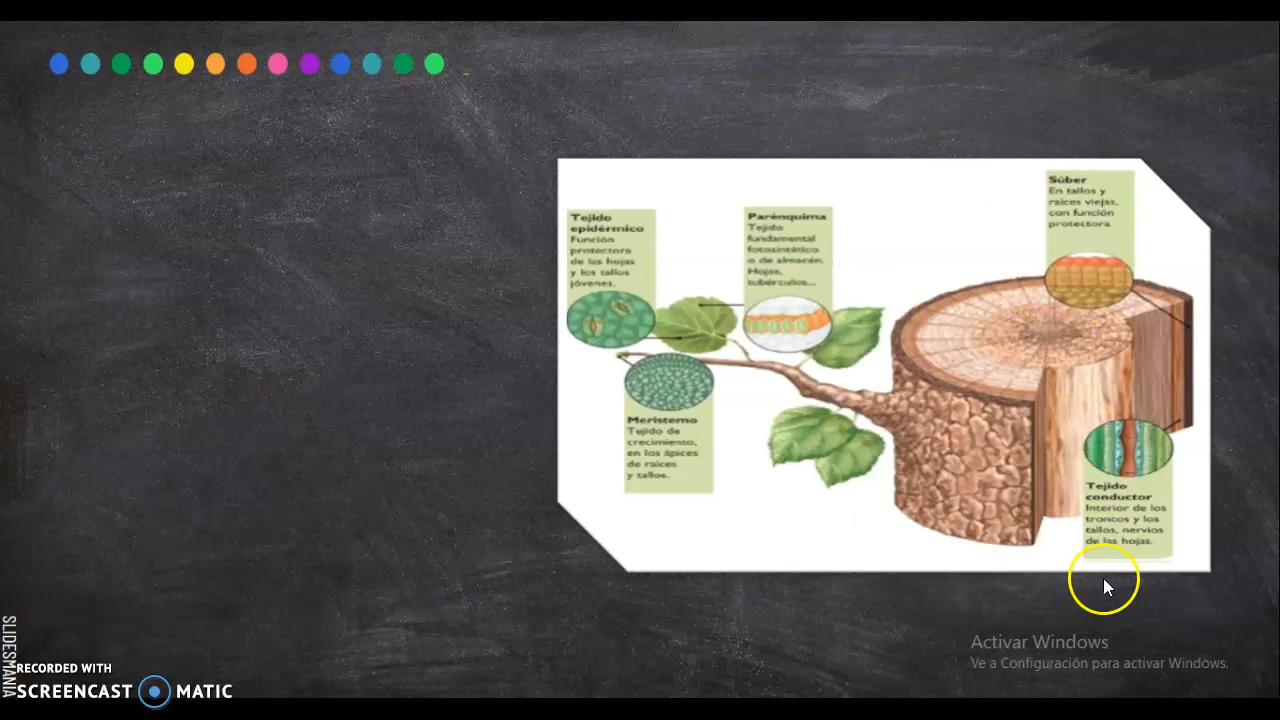 Súber
En tallos y
raíces viejas,
con función
protectora.
Tejido
epidérmico
Función
protectora
de las hojas
y los tallos
jóvenes.
Parénquima
Tejido
fundamental
fotosintético
o de almacén.
Hojas,
tubérculos...
Meristemo
Tejido de
crecimiento,
en los ápices
de raíces
y tallos.
Tejido
conductor
Interior de los
troncos y los
tallos, nervios
de las hojas.
Activar Windows
Ve a Configuración para activar Windows.
SLIDESMANIA
RECORDED WITH
SCREENCAST MATIC